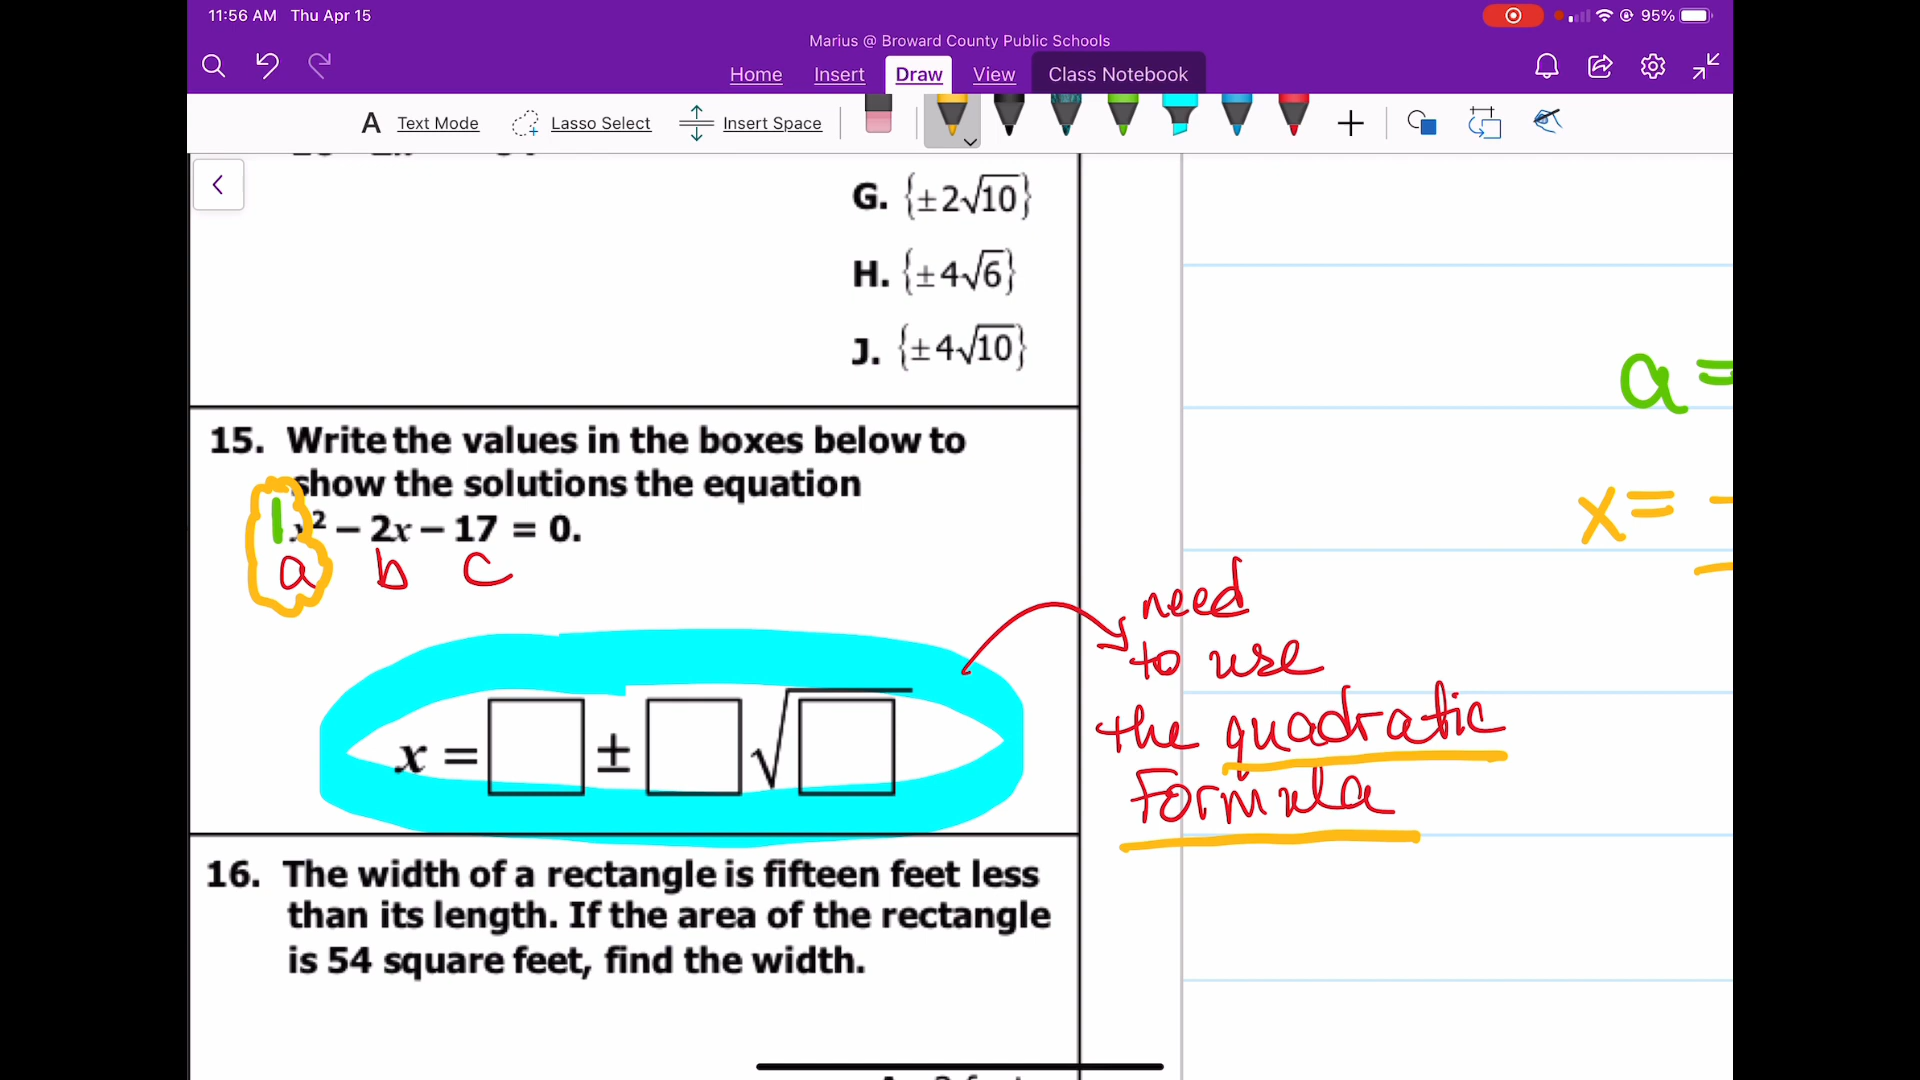 11:56 AM Thu Apr 15
95%
Marius @ Broward County Public Schools
Home Insert Draw View Class Notebook
A Text Mode Lasso Select Insert Space
G. {±2√10}
H. {±4√6}
J. {±4√10}
15. Write the values in the boxes below to
show the solutions the equation
1x² – 2x – 17 = 0.
a b c
x = ± √
need
to use
the quadratic
Formula
a =
x =
16. The width of a rectangle is fifteen feet less
than its length. If the area of the rectangle
is 54 square feet, find the width.